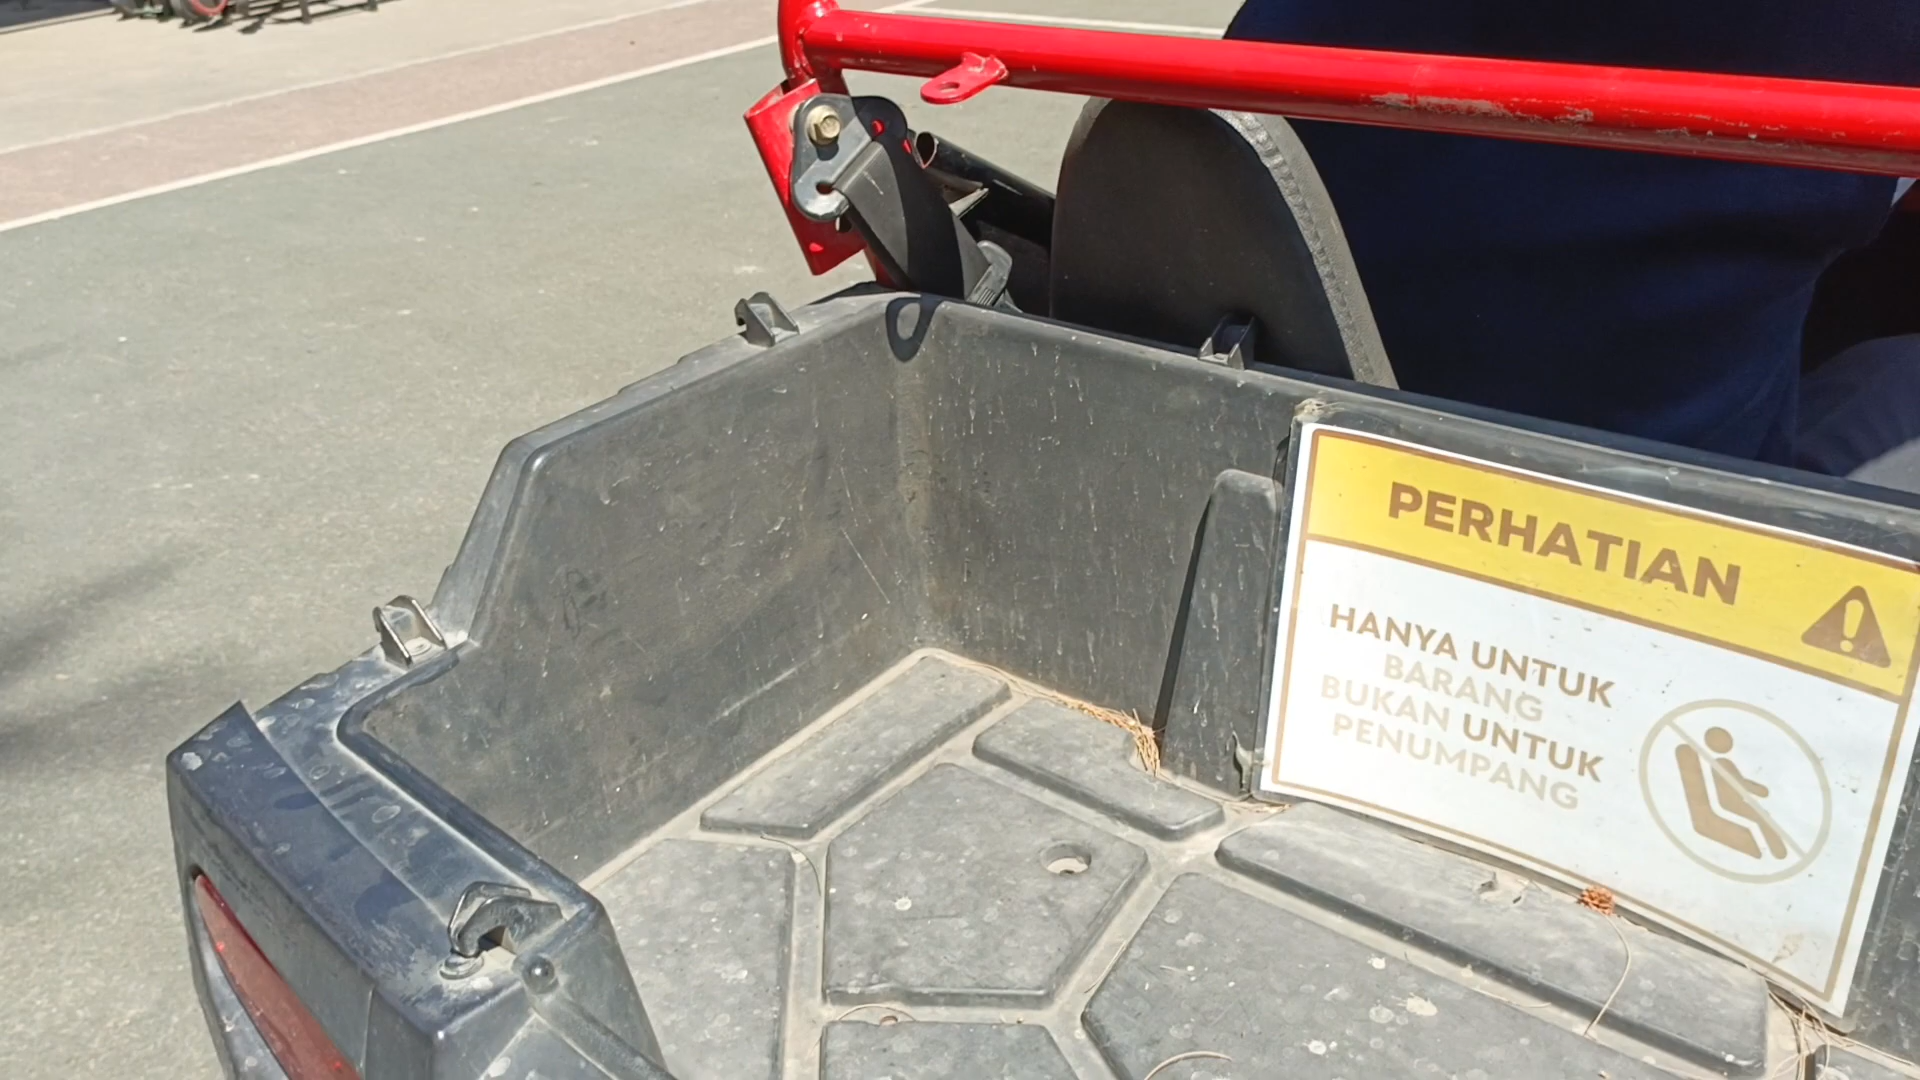 PERHATIAN
HANYA UNTUK
BARANG
BUKAN UNTUK
PENUMPANG